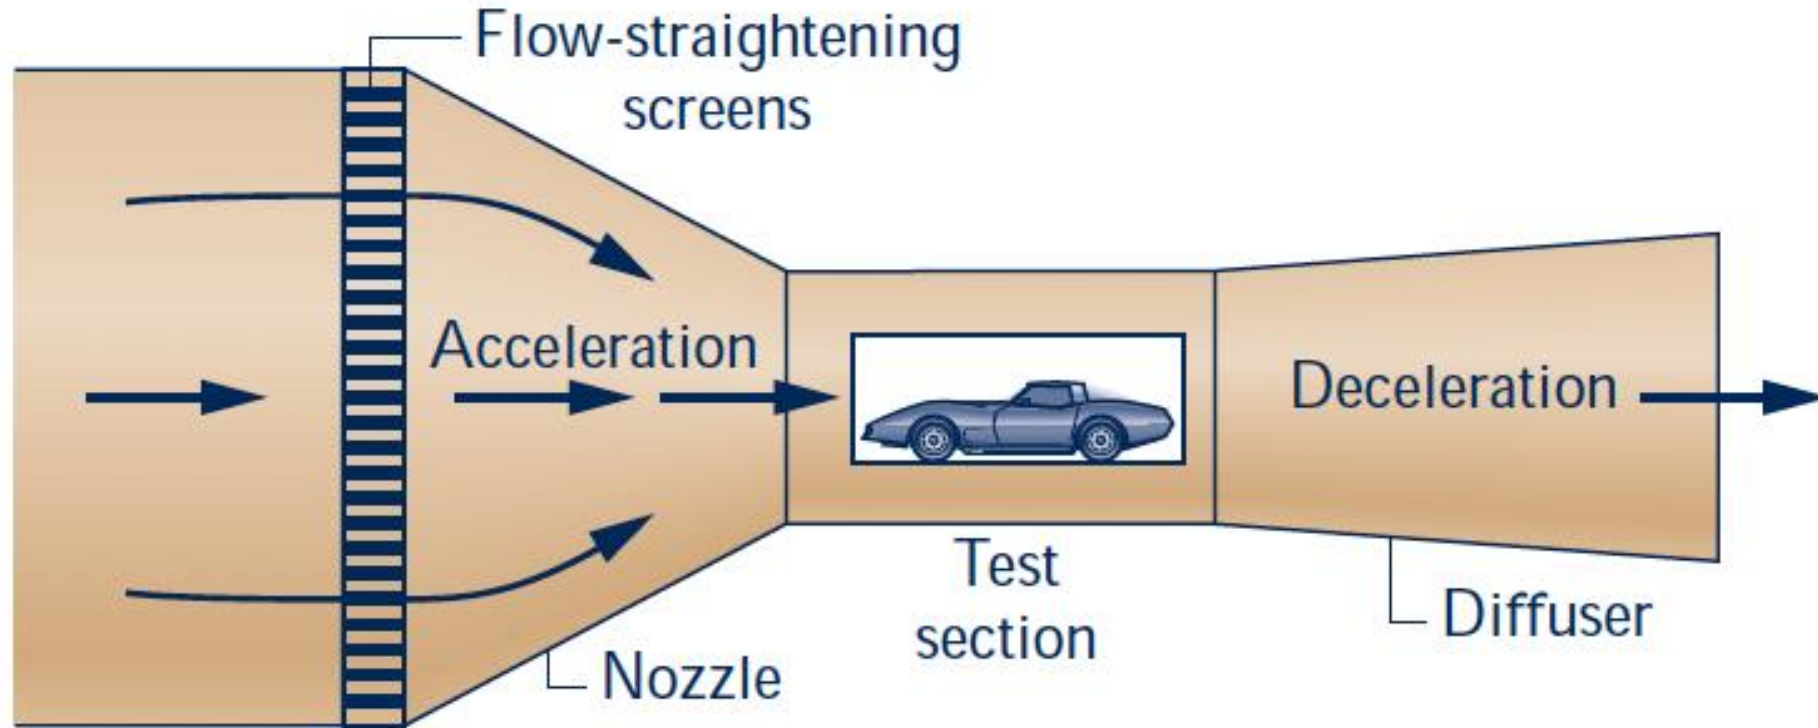 Flow-straightening
screens
Acceleration
Deceleration
Test
section
Nozzle
Diffuser